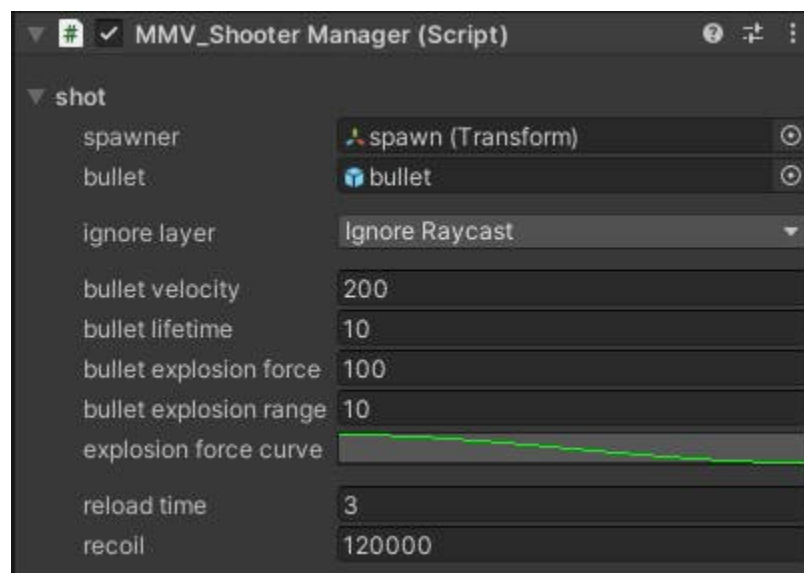 MMV_Shooter Manager (Script)
shot
spawner spawn (Transform)
bullet bullet
ignore layer Ignore Raycast
bullet velocity 200
bullet lifetime 10
bullet explosion force 100
bullet explosion range 10
explosion force curve
reload time 3
recoil 120000